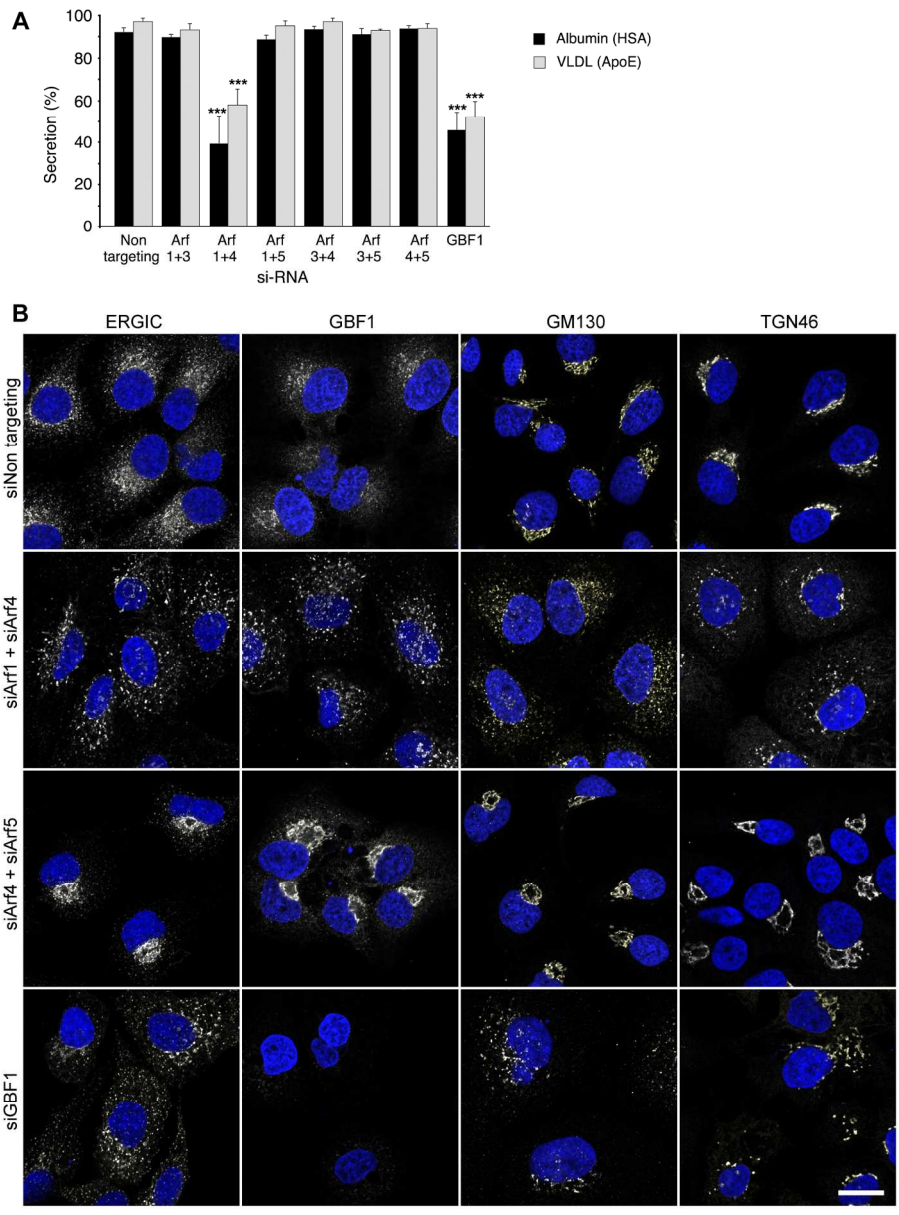 A
100
80
60
40
20
0
Secretion (%)
Albumin (HSA)
VLDL (ApoE)
***
***
***
***
Non targeting
Arf 1+3
Arf 1+4
Arf 1+5
Arf 3+4
Arf 3+5
Arf 4+5
GBF1
si-RNA
B
ERGIC GBF1 GM130 TGN46
siNon targeting
siArf1 + siArf4
siArf4 + siArf5
siGBF1